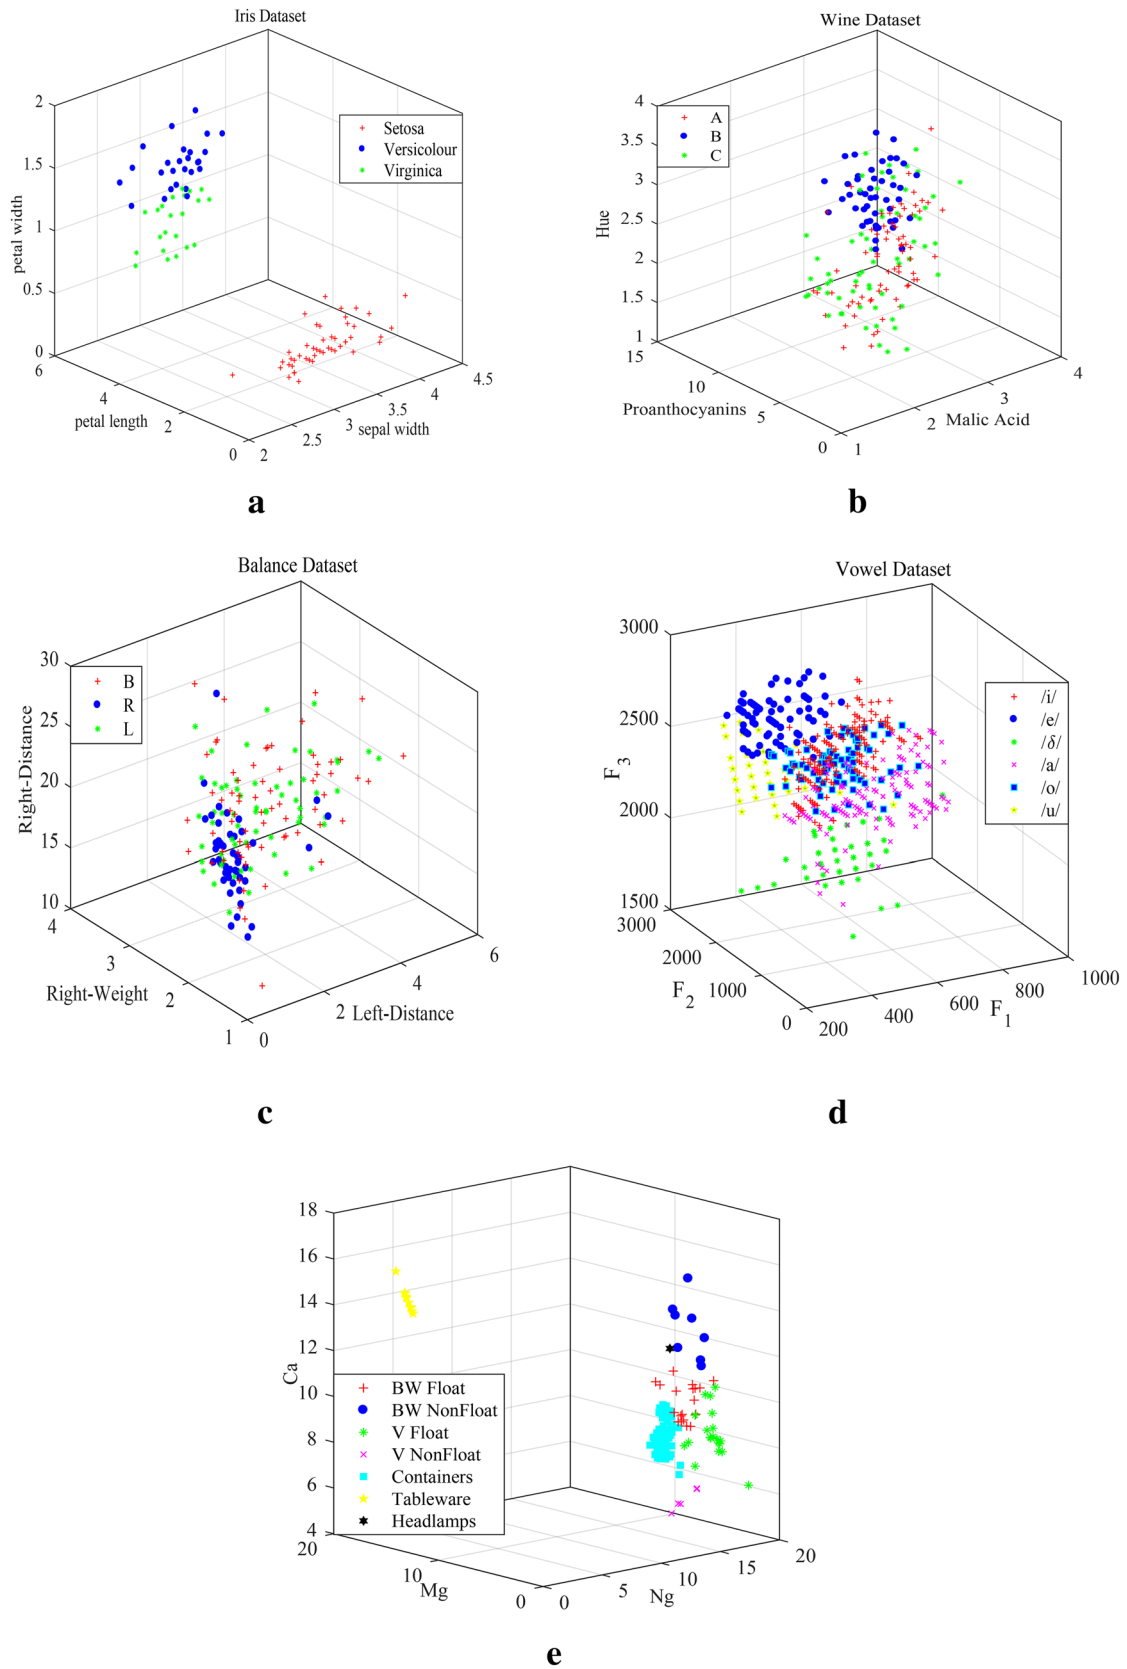 Iris Dataset
2
1.5
1
0.5
0
petal width
Setosa
Versicolour
Virginica
6
4
2
0
petal length
2
2.5
3
3.5
4
4.5
sepal width
a
Wine Dataset
4
3.5
3
2.5
2
1.5
1
Hue
A
B
C
15
10
5
0
Proanthocyanins
1
2
3
4
Malic Acid
b
Balance Dataset
30
25
20
15
10
Right-Distance
B
R
L
4
3
2
1
Right-Weight
0
2
4
6
Left-Distance
c
Vowel Dataset
3000
2500
2000
1500
F3
/i/
/e/
/δ/
/a/
/o/
/u/
3000
2000
1000
0
F2
200
400
600
800
1000
F1
d
18
16
14
12
10
8
6
4
Ca
BW Float
BW NonFloat
V Float
V NonFloat
Containers
Tableware
Headlamps
20
10
0
Mg
0
5
10
15
20
Ng
e